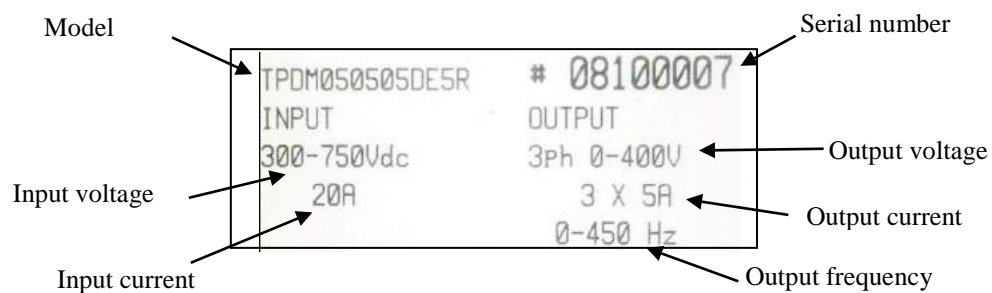 Model
Serial number
TPDM050505DE5R # 08100007
INPUT OUTPUT
300-750Vdc 3ph 0-400V
Output voltage
Input voltage
20A 3 X 5A
Output current
0-450 Hz
Input current
Output frequency